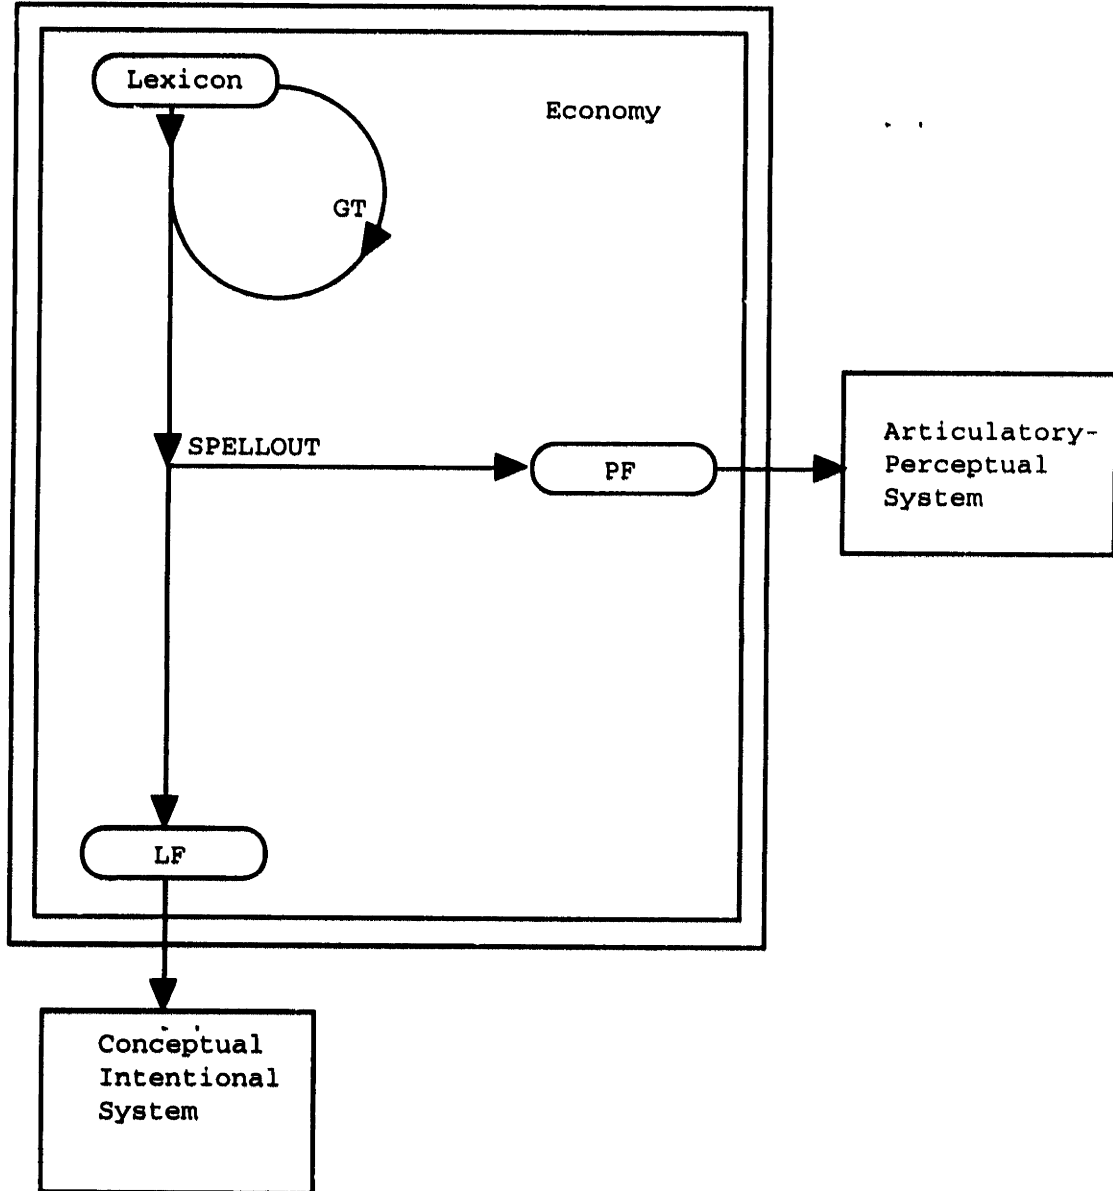 Lexicon
Economy
GT
SPELLOUT
PF
Articulatory-
Perceptual
System
LF
Conceptual
Intentional
System